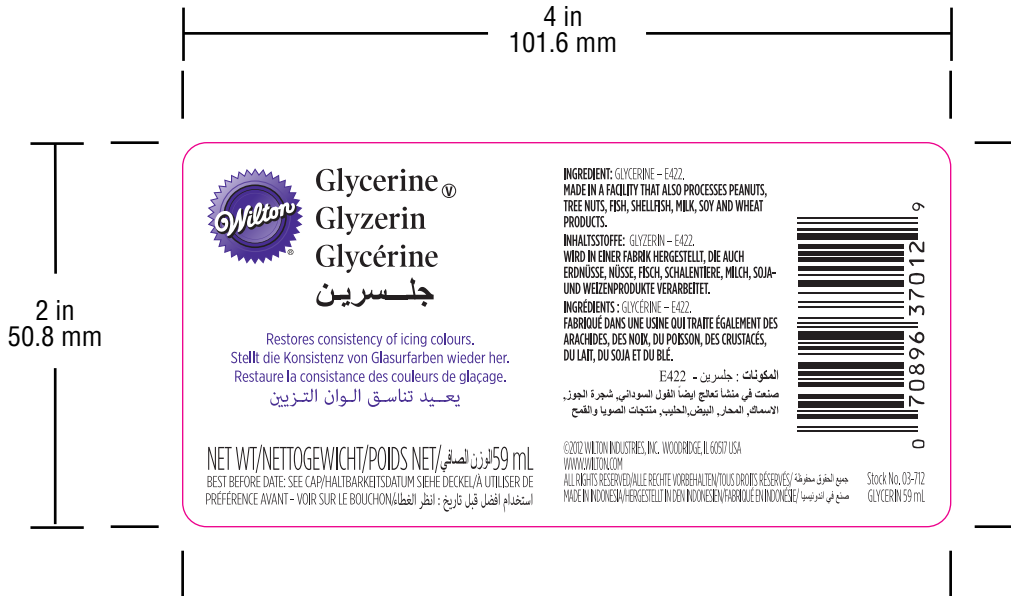 4 in
101.6 mm
2 in
50.8 mm
Wilton®
Glycerine Ⓥ
Glyzerin
Glycérine
جلـــسريـن
Restores consistency of icing colours.
Stellt die Konsistenz von Glasurfarben wieder her.
Restaure la consistance des couleurs de glaçage.
يعـــيد تناسـق الـوان التـزيين
NET WT/NETTOGEWICHT/POIDS NET/الوزن الصافي 59 mL
BEST BEFORE DATE: SEE CAP/HALTBARKEITSDATUM SIEHE DECKEL/À UTILISER DE
PRÉFÉRENCE AVANT – VOIR SUR LE BOUCHON/استخدام افضل قبل تاريخ : انظر الغطاء
INGREDIENT: GLYCERINE – E422.
MADE IN A FACILITY THAT ALSO PROCESSES PEANUTS,
TREE NUTS, FISH, SHELLFISH, MILK, SOY AND WHEAT
PRODUCTS.
INHALTSSTOFFE: GLYZERIN – E422.
WIRD IN EINER FABRIK HERGESTELLT, DIE AUCH
ERDNÜSSE, NÜSSE, FISCH, SCHALENTIERE, MILCH, SOJA-
UND WEIZENPRODUKTE VERARBEITET.
INGRÉDIENTS : GLYCÉRINE – E422.
FABRIQUÉ DANS UNE USINE QUI TRAITE ÉGALEMENT DES
ARACHIDES, DES NOIX, DU POISSON, DES CRUSTACÉS,
DU LAIT, DU SOJA ET DU BLÉ.
المكونات : جلسرين - E422
صنعت في منشأ تعالج ايضاً الفول السوداني, شجرة الجوز,
الاسماك, المحار, البيض,الحليب, منتجات الصويا والقمح
©2012 WILTON INDUSTRIES, INC. WOODRIDGE, IL 60517 USA
WWW.WILTON.COM
ALL RIGHTS RESERVED/ALLE RECHTE VORBEHALTEN/TOUS DROITS RÉSERVÉS/ جميع الحقوق محفوظة
MADE IN INDONESIA/HERGESTELLT IN DEN INDONESIEN/FABRIQUÉ EN INDONÉSIE/ صنع في اندونيسيا
0 70896 37012 9
Stock No. 03-712
GLYCERIN 59 mL